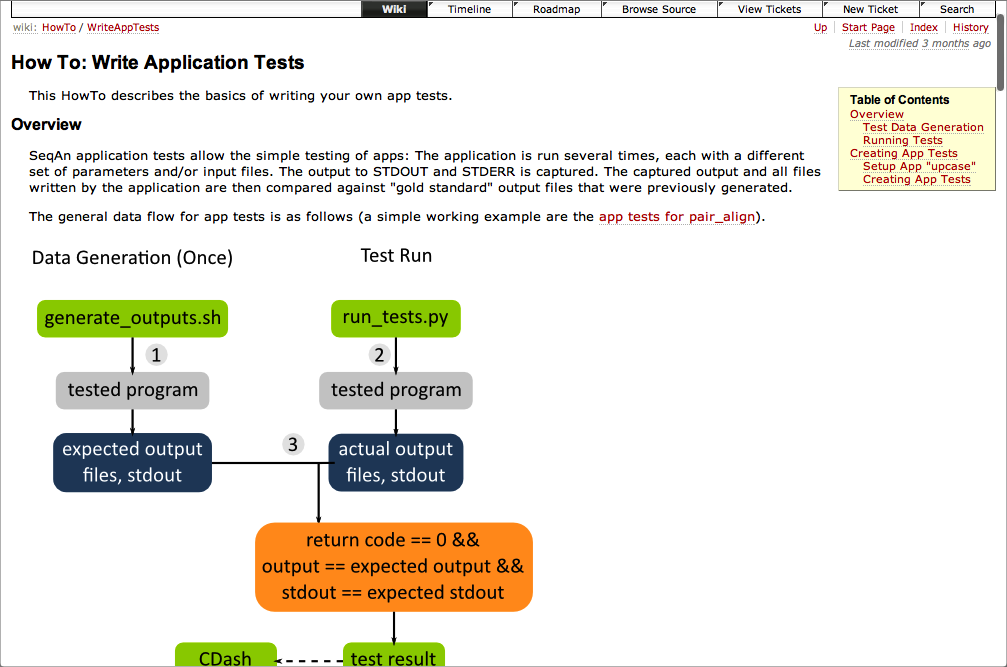 Wiki Timeline Roadmap Browse Source View Tickets New Ticket Search
wiki: HowTo / WriteAppTests
Up Start Page Index History
Last modified 3 months ago
How To: Write Application Tests
This HowTo describes the basics of writing your own app tests.
Table of Contents
Overview
Test Data Generation
Running Tests
Creating App Tests
Setup App "upcase"
Creating App Tests
Overview
SeqAn application tests allow the simple testing of apps: The application is run several times, each with a different
set of parameters and/or input files. The output to STDOUT and STDERR is captured. The captured output and all files
written by the application are then compared against "gold standard" output files that were previously generated.
The general data flow for app tests is as follows (a simple working example are the app tests for pair_align).
Data Generation (Once)
Test Run
generate_outputs.sh
run_tests.py
1
2
tested program
tested program
3
expected output
files, stdout
actual output
files, stdout
return code == 0 &&
output == expected output &&
stdout == expected stdout
CDash
test result